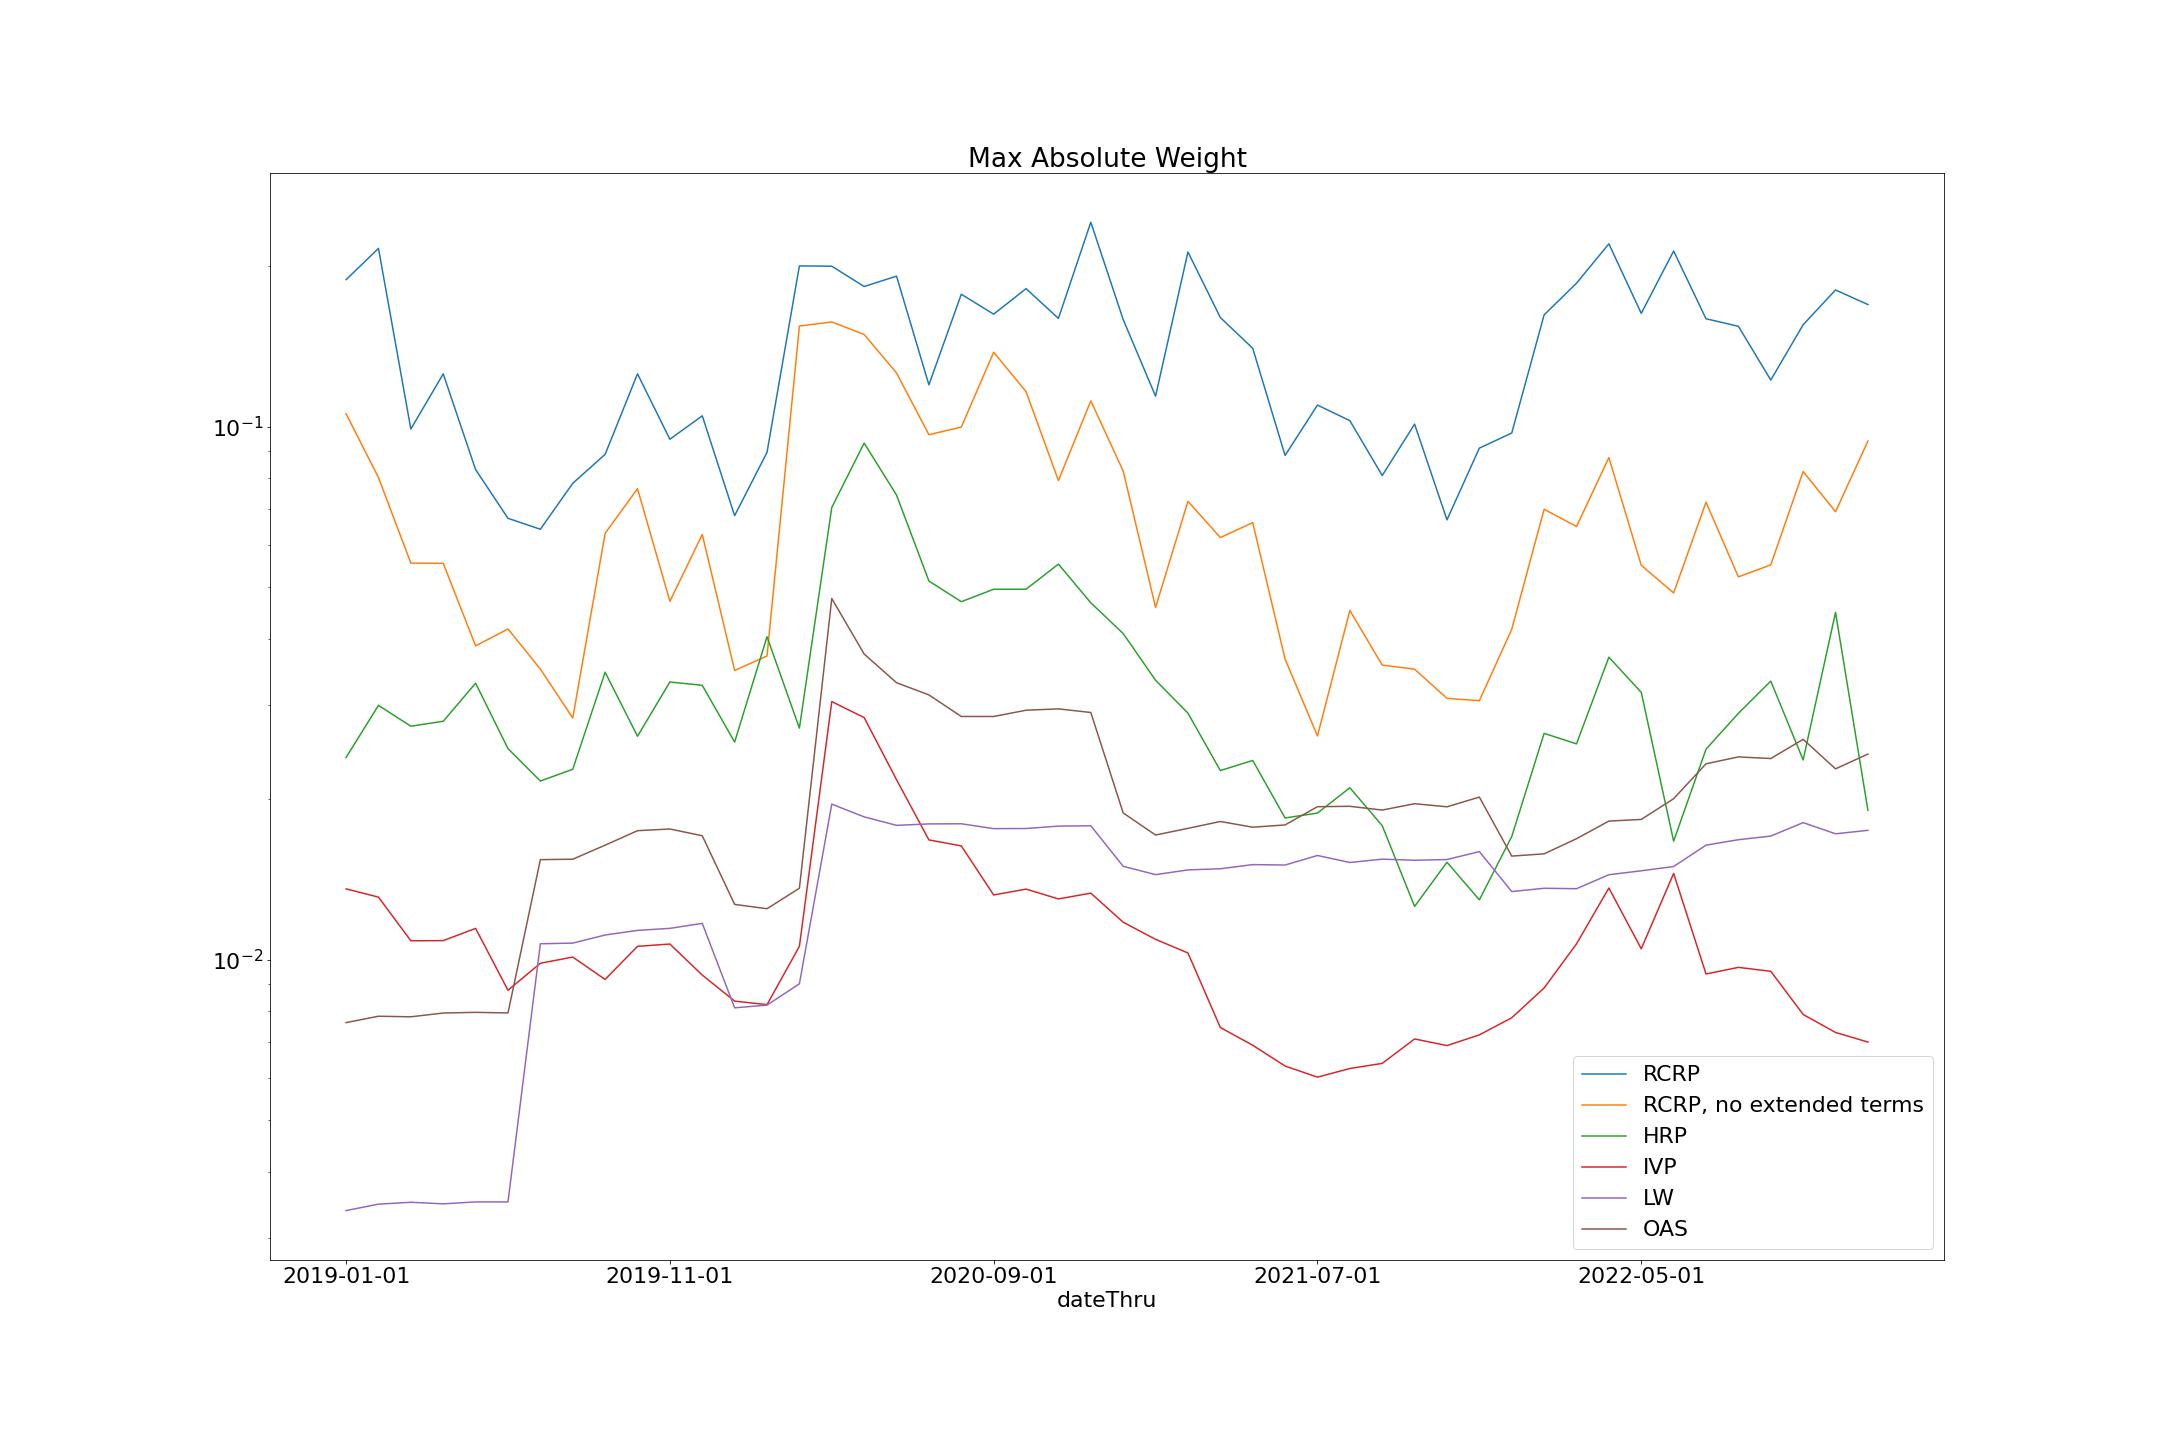 Max Absolute Weight
10⁻¹
10⁻²
2019-01-01 2019-11-01 2020-09-01 2021-07-01 2022-05-01
dateThru
RCRP
RCRP, no extended terms
HRP
IVP
LW
OAS